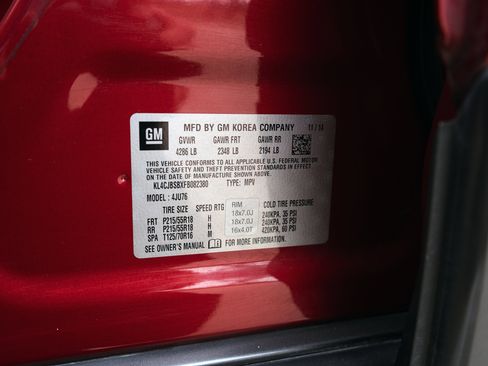 GM MFD BY GM KOREA COMPANY
GVWR GAWR FRT GAWR RR
4286 LB 2348 LB 2194 LB
THIS VEHICLE CONFORMS TO ALL APPLICABLE U.S. FEDERAL MOTOR
VEHICLE SAFETY AND THEFT PREVENTION STANDARDS IN EFFECT
ON THE DATE OF MANUFACTURE SHOWN ABOVE.
KL4CJBSBXFB082380 TYPE: MPV
MODEL: 4JU76
TIRE SIZE SPEED RTG RIM COLD TIRE PRESSURE
FRT P215/55R18 H 18x7.0J 240KPA, 35 PSI
RR P215/55R18 H 18x7.0J 240KPA, 35 PSI
SPA T125/70R16 M 16x4.0T 420KPA, 60 PSI
SEE OWNER'S MANUAL FOR MORE INFORMATION.